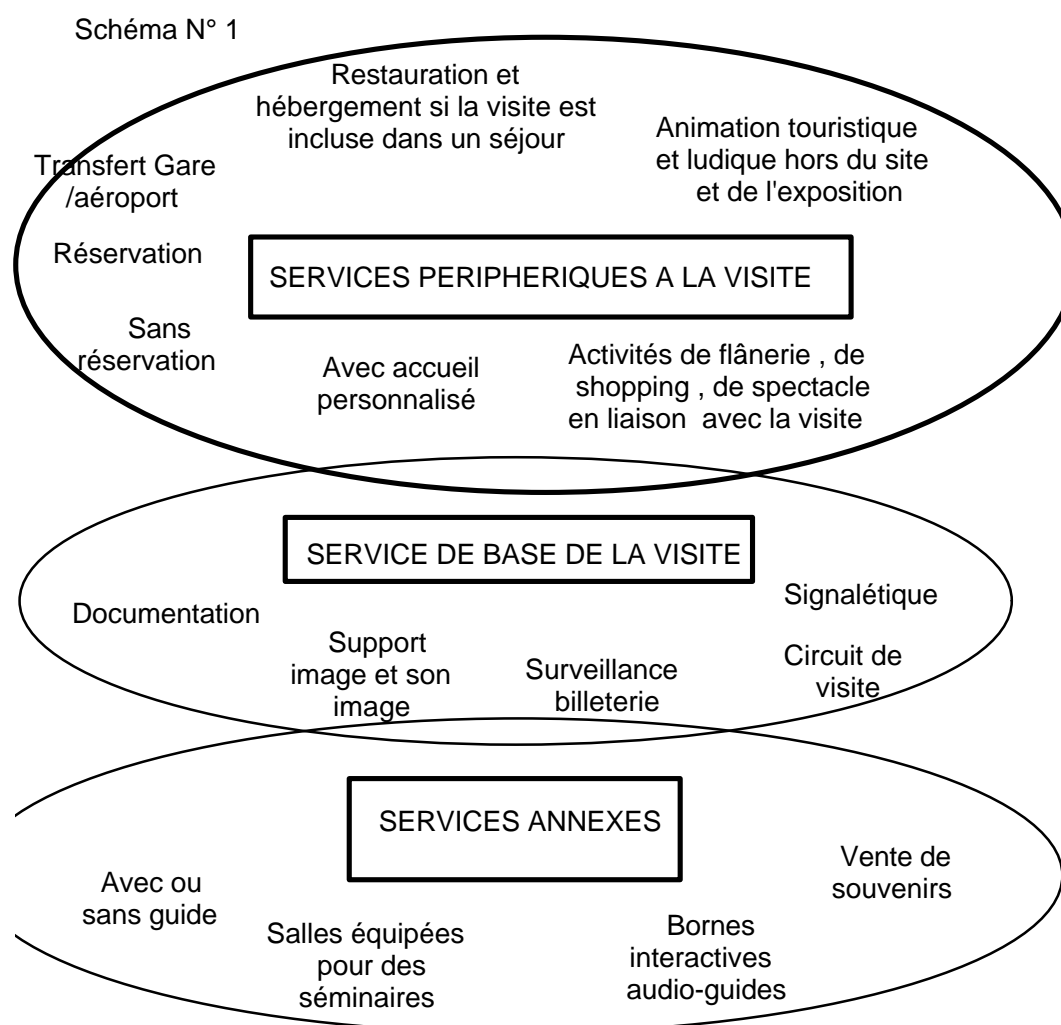 Schéma N° 1
Restauration et
hébergement si la visite est
incluse dans un séjour
Animation touristique
et ludique hors du site
et de l'exposition
Transfert Gare
/aéroport
Réservation
SERVICES PERIPHERIQUES A LA VISITE
Sans
réservation
Avec accueil
personnalisé
Activités de flânerie , de
shopping , de spectacle
en liaison avec la visite
SERVICE DE BASE DE LA VISITE
Documentation
Signalétique
Support
image et son
image
Surveillance
billeterie
Circuit de
visite
SERVICES ANNEXES
Avec ou
sans guide
Vente de
souvenirs
Salles équipées
pour des
séminaires
Bornes
interactives
audio-guides